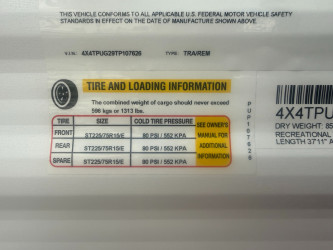 THIS VEHICLE CONFORMS TO ALL APPLICABLE U.S. FEDERAL MOTOR VEHICLE SAFETY
STANDARDS IN EFFECT ON THE DATE OF MANUFACTURE SHOWN ABOVE.
V.I.N: 4X4TPUG29TP107626 TYPE: TRA/REM
TIRE AND LOADING INFORMATION
The combined weight of cargo should never exceed
596 kgs or 1313 lbs.
TIRE SIZE COLD TIRE PRESSURE SEE OWNER'S
FRONT ST225/75R15/E 80 PSI / 552 KPA MANUAL FOR
REAR ST225/75R15/E 80 PSI / 552 KPA ADDITIONAL
SPARE ST225/75R15/E 80 PSI / 552 KPA INFORMATION
PUP107626
4X4TPU
DRY WEIGHT: 85
RECREATIONAL
LENGTH 37'11" A